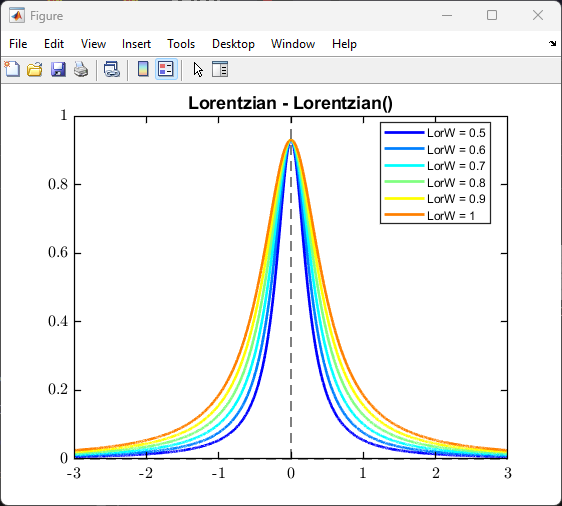 Figure
File Edit View Insert Tools Desktop Window Help
Lorentzian - Lorentzian()
1
0.8
0.6
0.4
0.2
0
-3 -2 -1 0 1 2 3
LorW = 0.5
LorW = 0.6
LorW = 0.7
LorW = 0.8
LorW = 0.9
LorW = 1